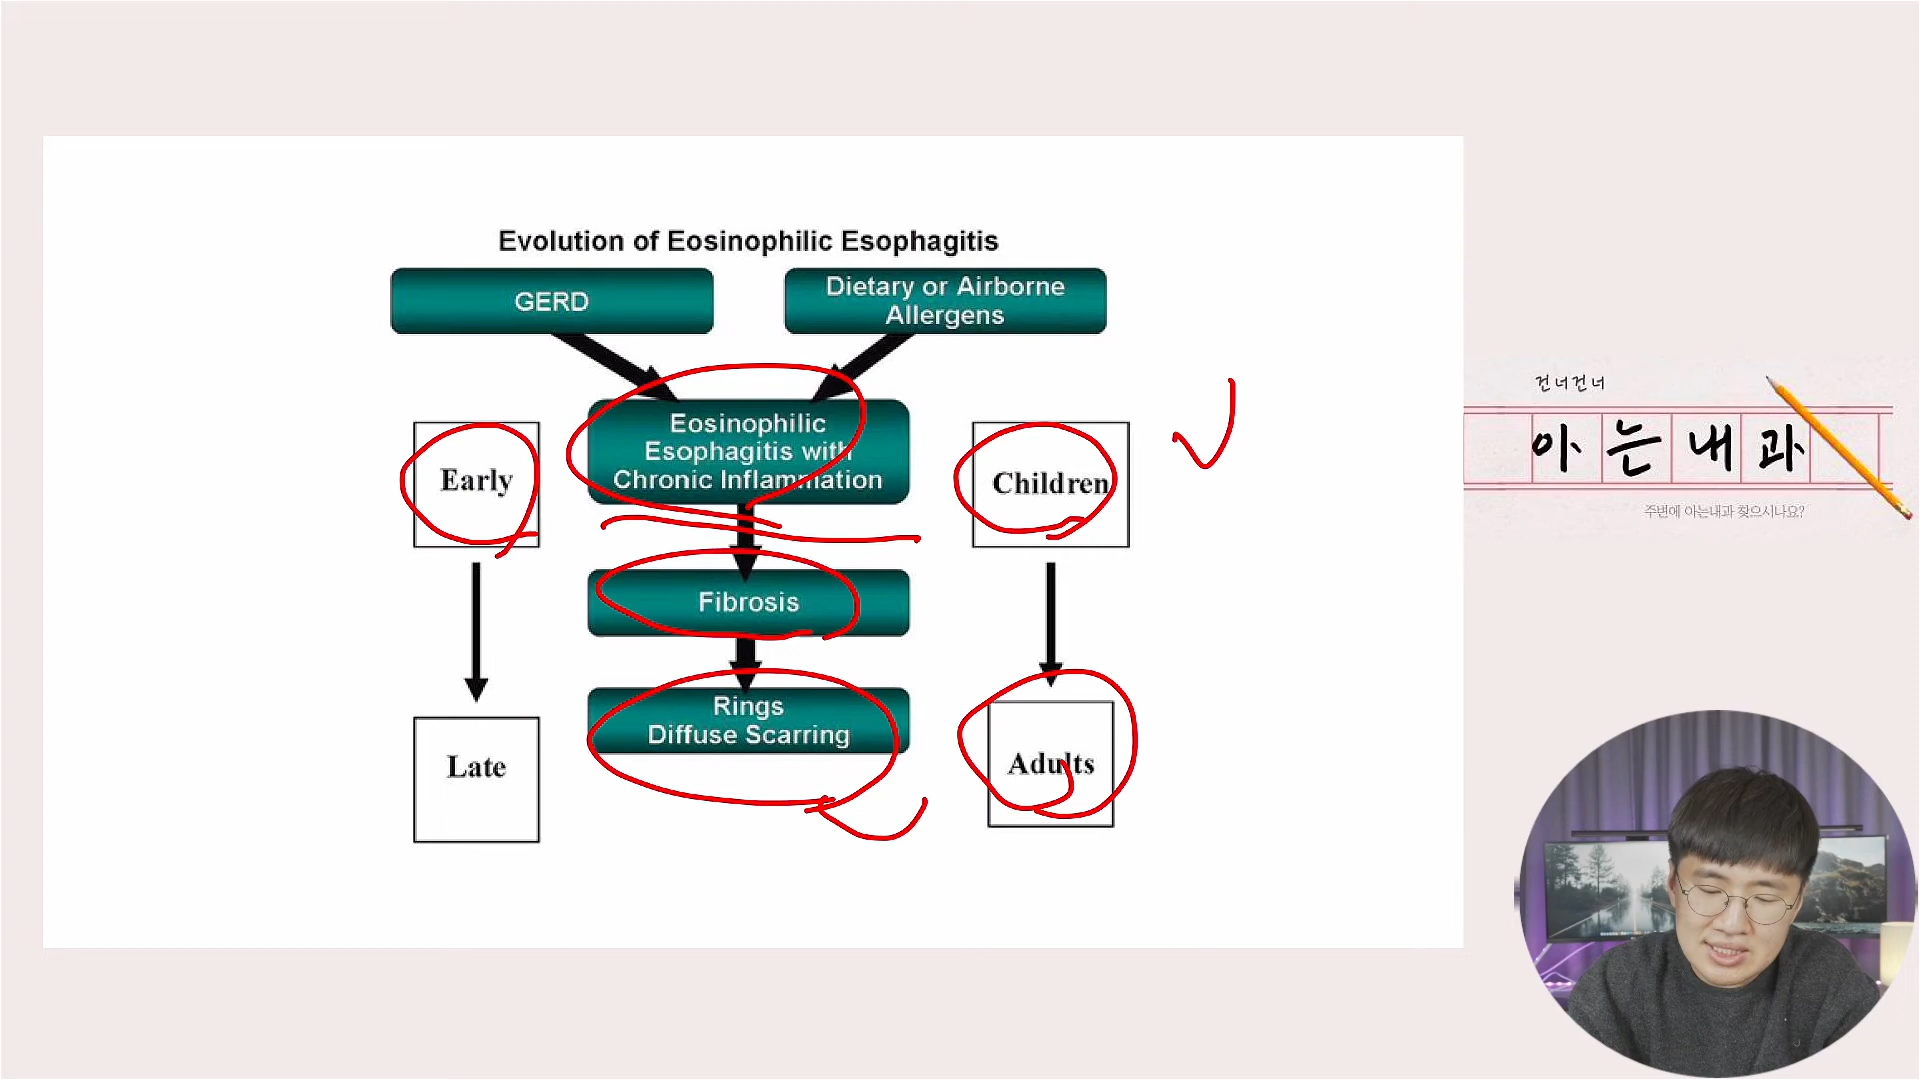 Evolution of Eosinophilic Esophagitis
GERD
Dietary or Airborne
Allergens
Eosinophilic
Esophagitis with
Chronic Inflammation
Early
Children
Fibrosis
Rings
Diffuse Scarring
Late
Adults
건너건너
아는내과
주변에 아는내과 찾으시나요?